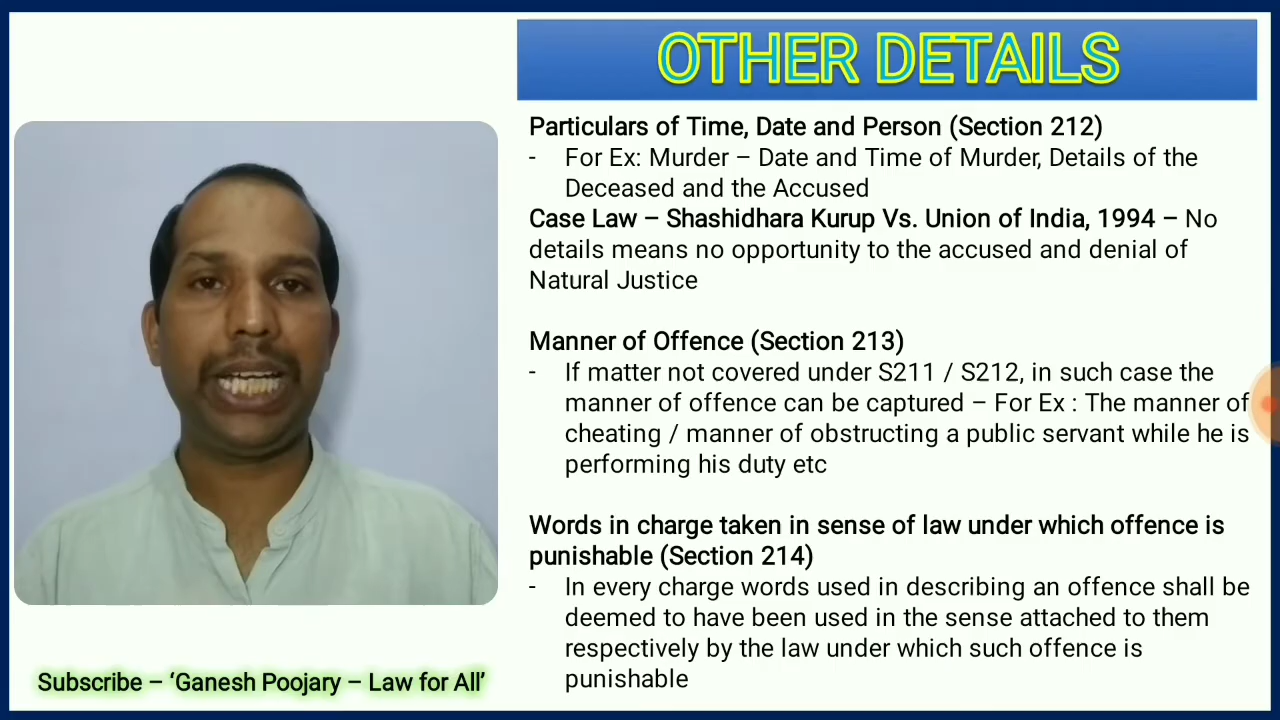 OTHER DETAILS
Particulars of Time, Date and Person (Section 212)
- For Ex: Murder – Date and Time of Murder, Details of the
Deceased and the Accused
Case Law – Shashidhara Kurup Vs. Union of India, 1994 – No
details means no opportunity to the accused and denial of
Natural Justice
Manner of Offence (Section 213)
- If matter not covered under S211 / S212, in such case the
manner of offence can be captured – For Ex : The manner of
cheating / manner of obstructing a public servant while he is
performing his duty etc
Words in charge taken in sense of law under which offence is
punishable (Section 214)
- In every charge words used in describing an offence shall be
deemed to have been used in the sense attached to them
respectively by the law under which such offence is
punishable
Subscribe – ‘Ganesh Poojary – Law for All’